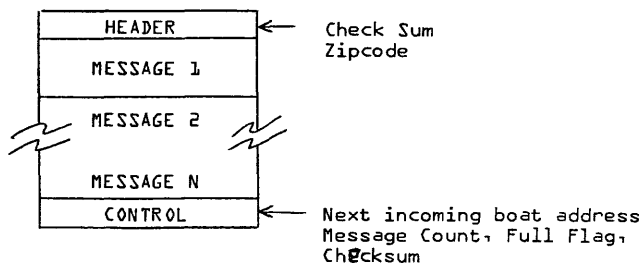 HEADER
Check Sum
Zipcode
MESSAGE 1
MESSAGE 2
MESSAGE N
CONTROL
Next incoming boat address
Message Count, Full Flag,
Checksum